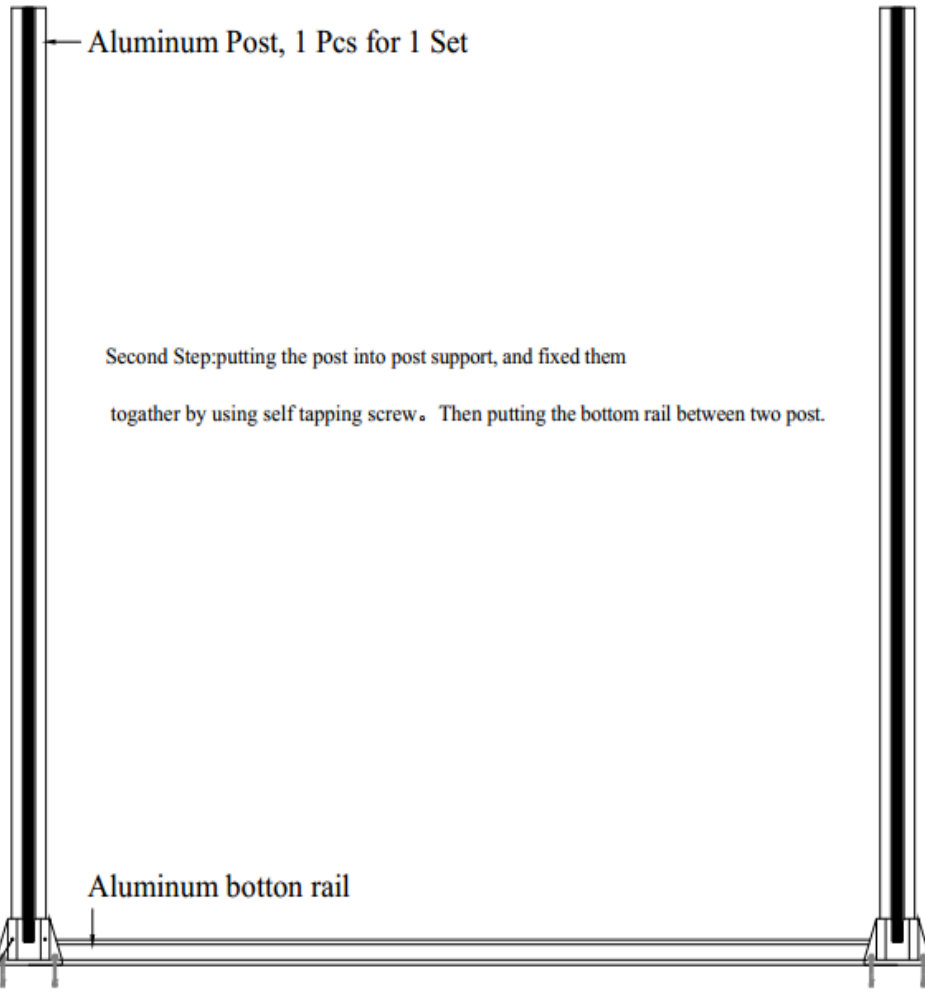 Aluminum Post, 1 Pcs for 1 Set
Second Step:putting the post into post support, and fixed them
togather by using self tapping screw。 Then putting the bottom rail between two post.
Aluminum botton rail